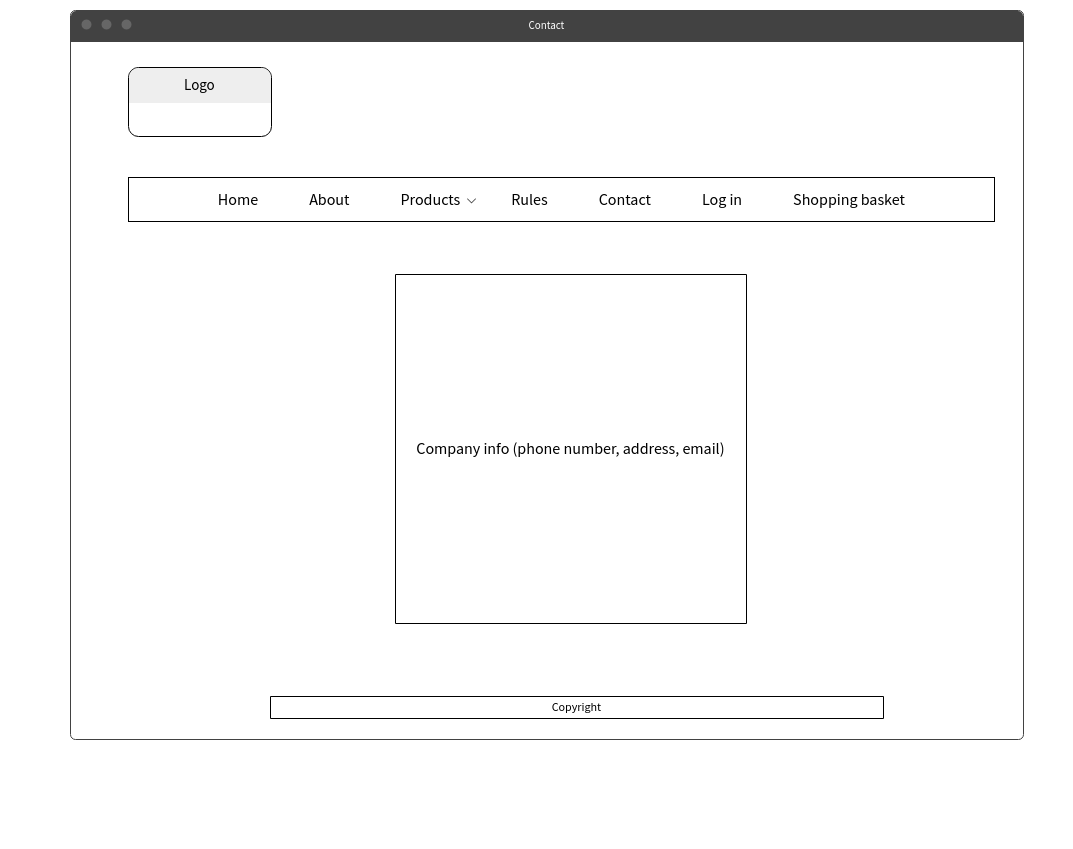 Contact
Logo
Home About Products Rules Contact Log in Shopping basket
Company info (phone number, address, email)
Copyright